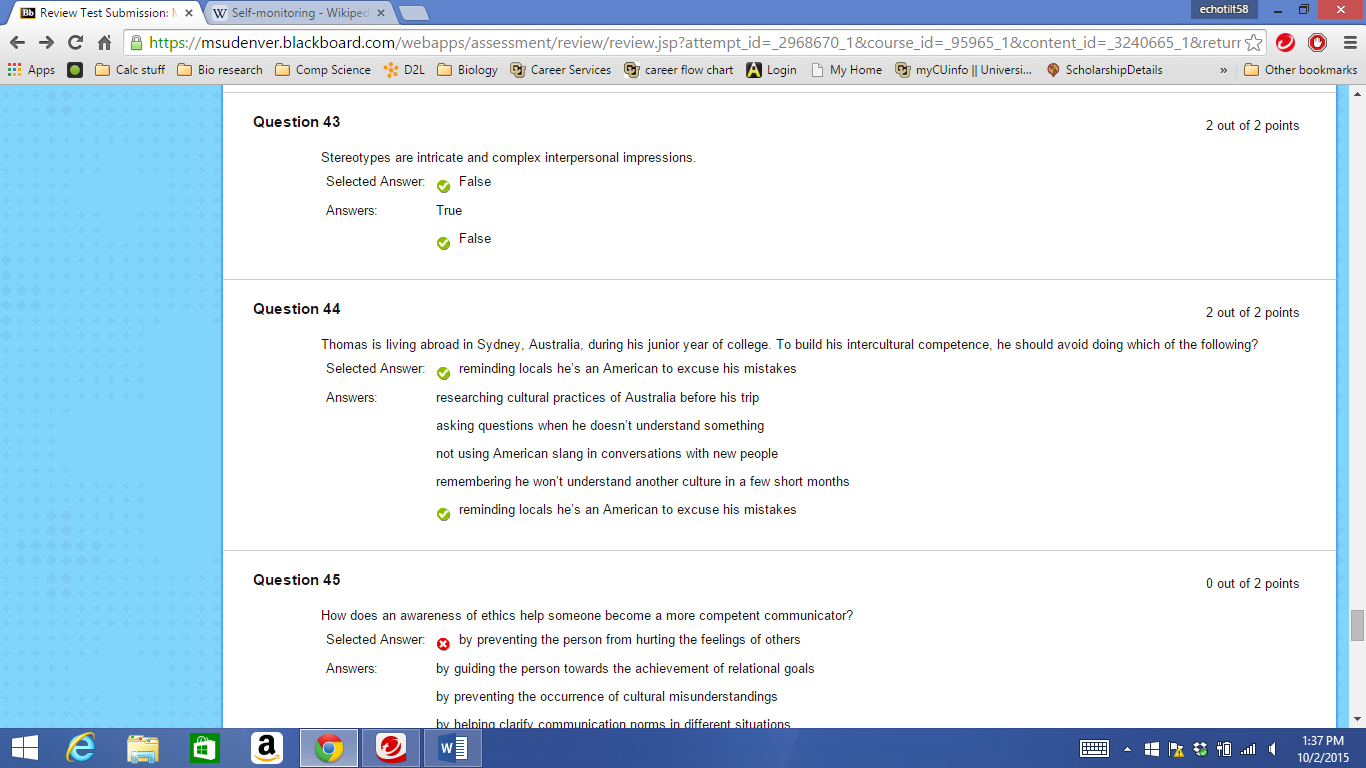 Review Test Submission: M
Self-monitoring - Wikiped
echotilt58
https://msudenver.blackboard.com/webapps/assessment/review/review.jsp?attempt_id=_2968670_1&course_id=_95965_1&content_id=_3240665_1&return
Apps Calc stuff Bio research Comp Science D2L Biology Career Services career flow chart Login My Home myCUinfo || Universi... ScholarshipDetails » Other bookmarks
Question 43
2 out of 2 points
Stereotypes are intricate and complex interpersonal impressions.
Selected Answer: False
Answers: True
False
Question 44
2 out of 2 points
Thomas is living abroad in Sydney, Australia, during his junior year of college. To build his intercultural competence, he should avoid doing which of the following?
Selected Answer: reminding locals he's an American to excuse his mistakes
Answers: researching cultural practices of Australia before his trip
asking questions when he doesn't understand something
not using American slang in conversations with new people
remembering he won't understand another culture in a few short months
reminding locals he's an American to excuse his mistakes
Question 45
0 out of 2 points
How does an awareness of ethics help someone become a more competent communicator?
Selected Answer: by preventing the person from hurting the feelings of others
Answers: by guiding the person towards the achievement of relational goals
by preventing the occurrence of cultural misunderstandings
by helping clarify communication norms in different situations
1:37 PM
10/2/2015